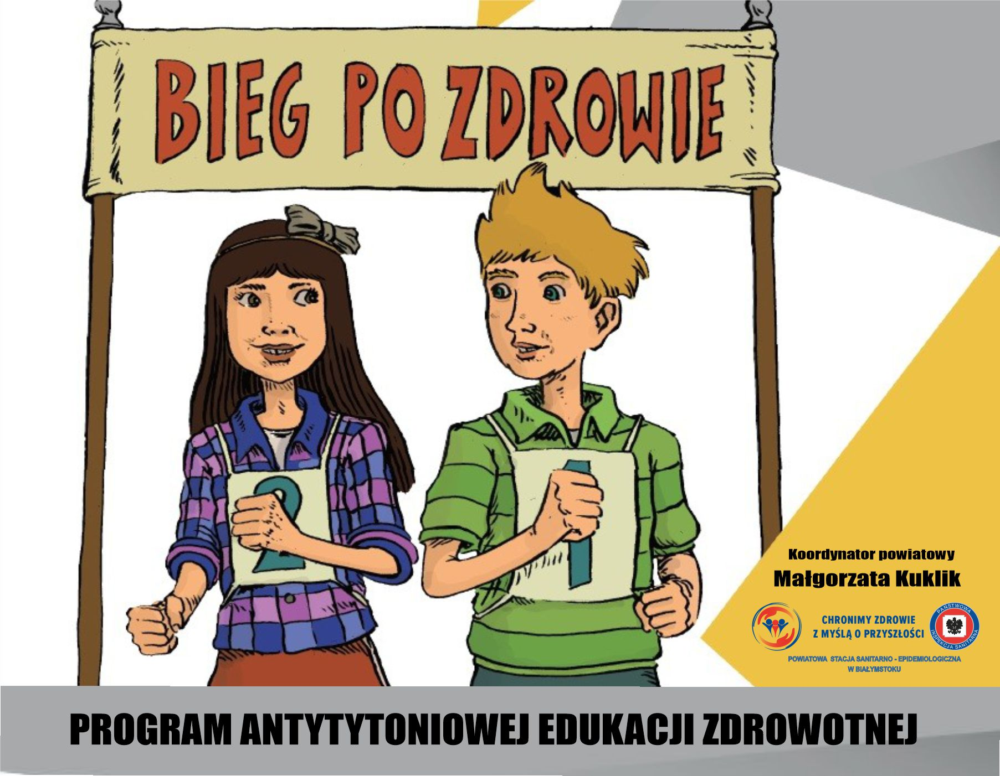 BIEG PO ZDROWIE
2
1
Koordynator powiatowy
Małgorzata Kuklik
CHRONIMY ZDROWIE
Z MYŚLĄ O PRZYSZŁOŚCI
PAŃSTWOWA
INSPEKCJA SANITARNA
POWIATOWA STACJA SANITARNO - EPIDEMIOLOGICZNA
W BIAŁYMSTOKU
PROGRAM ANTYTYTONIOWEJ EDUKACJI ZDROWOTNEJ